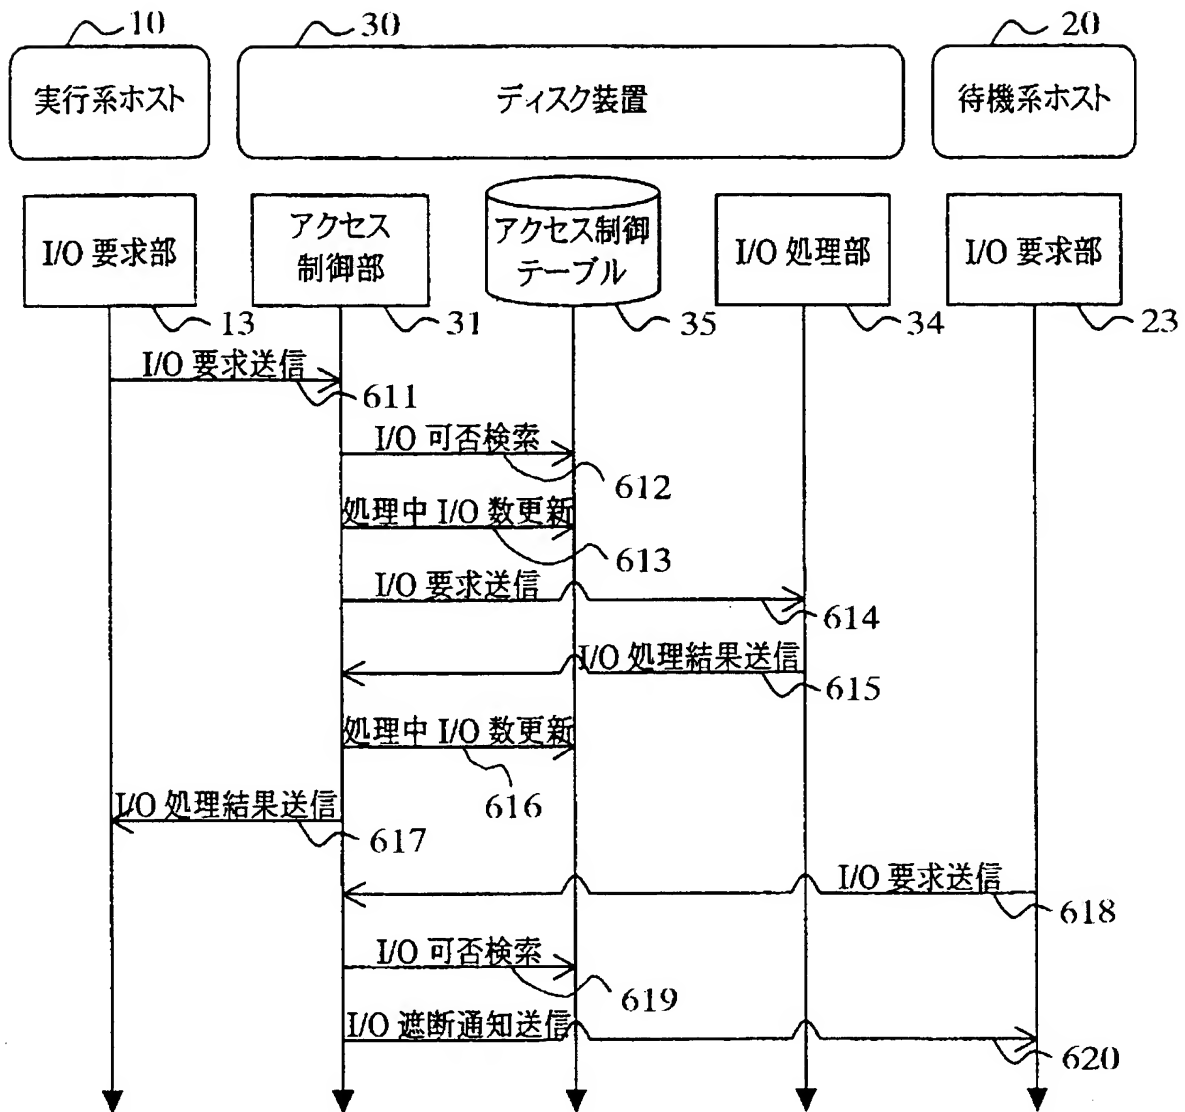 10
30
20
実行系ホスト
ディスク装置
待機系ホスト
I/O 要求部
アクセス
制御部
アクセス制御
テーブル
I/O 処理部
I/O 要求部
13
31
35
34
23
I/O 要求送信
611
I/O 可否検索
612
処理中 I/O 数更新
613
I/O 要求送信
614
I/O 処理結果送信
615
処理中 I/O 数更新
616
I/O 処理結果送信
617
I/O 要求送信
618
I/O 可否検索
619
I/O 遮断通知送信
620